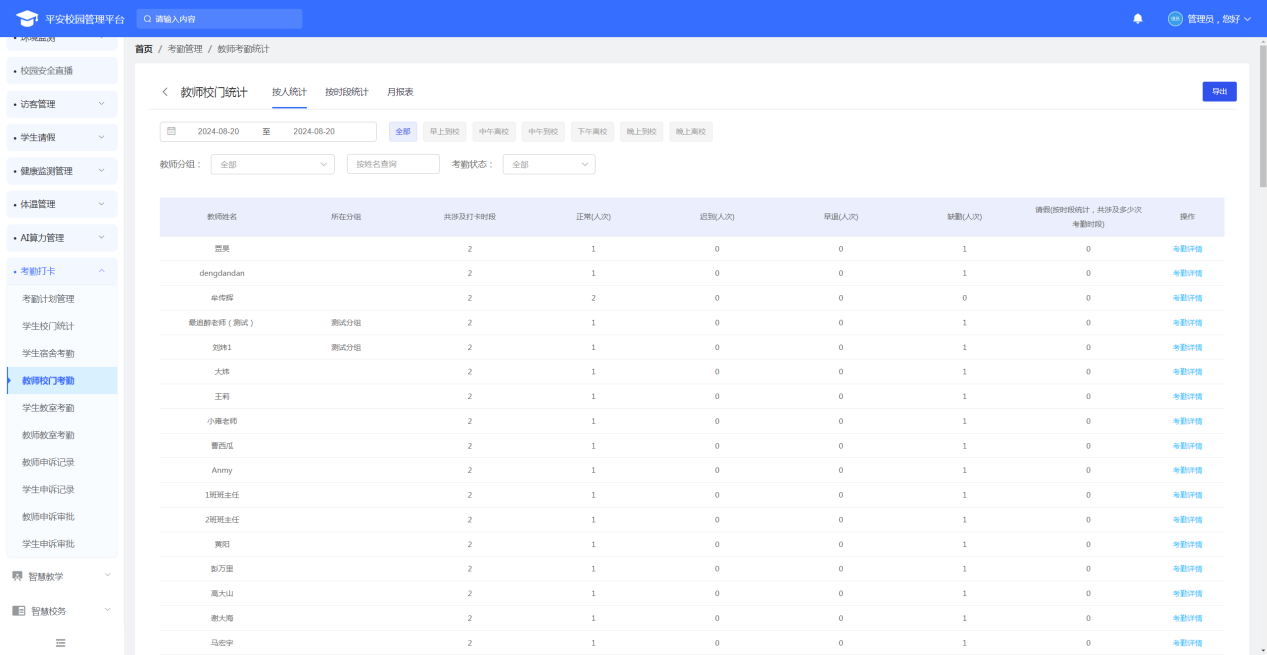 平安校园管理平台
请输入内容
管理员，您好
校园安全直播
访客管理
学生请假
健康监测管理
体温管理
AI算力管理
考勤打卡
考勤计划管理
学生校门统计
学生宿舍考勤
教师校门考勤
学生教室考勤
教师教室考勤
教师申诉记录
学生申诉记录
教师申诉审批
学生申诉审批
智慧教学
智慧校务
首页 / 考勤管理 / 教师考勤统计
教师校门统计 按人统计 按时段统计 月报表 导出
2024-08-20 至 2024-08-20 全部 早上到校 中午离校 中午到校 下午离校 晚上到校 晚上离校
教师分组： 全部 按姓名查询 考勤状态： 全部
教师姓名 所在分组 共涉及打卡时段 正常(人次) 迟到(人次) 早退(人次) 缺勤(人次) 请假(按时段统计，共涉及多少次考勤时段) 操作
贾昊 2 1 0 0 1 0 考勤详情
dengdandan 2 1 0 0 1 0 考勤详情
牟传辉 2 2 0 0 0 0 考勤详情
最追醉老师（测试） 测试分组 2 1 0 0 1 0 考勤详情
刘炜1 测试分组 2 1 0 0 1 0 考勤详情
大炜 2 1 0 0 1 0 考勤详情
王莉 2 1 0 0 1 0 考勤详情
小雍老师 2 1 0 0 1 0 考勤详情
曹西瓜 2 1 0 0 1 0 考勤详情
Anmy 2 1 0 0 1 0 考勤详情
1班班主任 2 1 0 0 1 0 考勤详情
2班班主任 2 1 0 0 1 0 考勤详情
黄阳 2 1 0 0 1 0 考勤详情
彭万里 2 1 0 0 1 0 考勤详情
高大山 2 1 0 0 1 0 考勤详情
谢大海 2 1 0 0 1 0 考勤详情
马宏宇 2 1 0 0 1 0 考勤详情